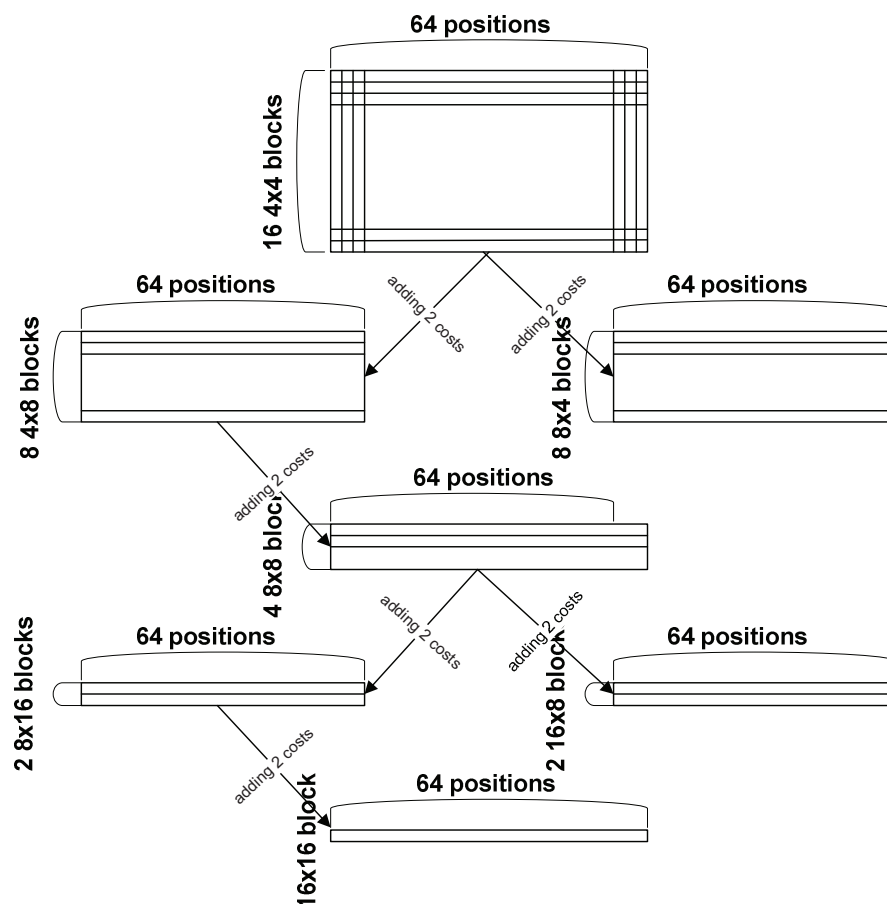 64 positions
16 4x4 blocks
adding 2 costs
adding 2 costs
64 positions
8 4x8 blocks
64 positions
8 8x4 blocks
adding 2 costs
64 positions
4 8x8 block
adding 2 costs
adding 2 costs
64 positions
2 8x16 blocks
64 positions
2 16x8 block
adding 2 costs
64 positions
16x16 block